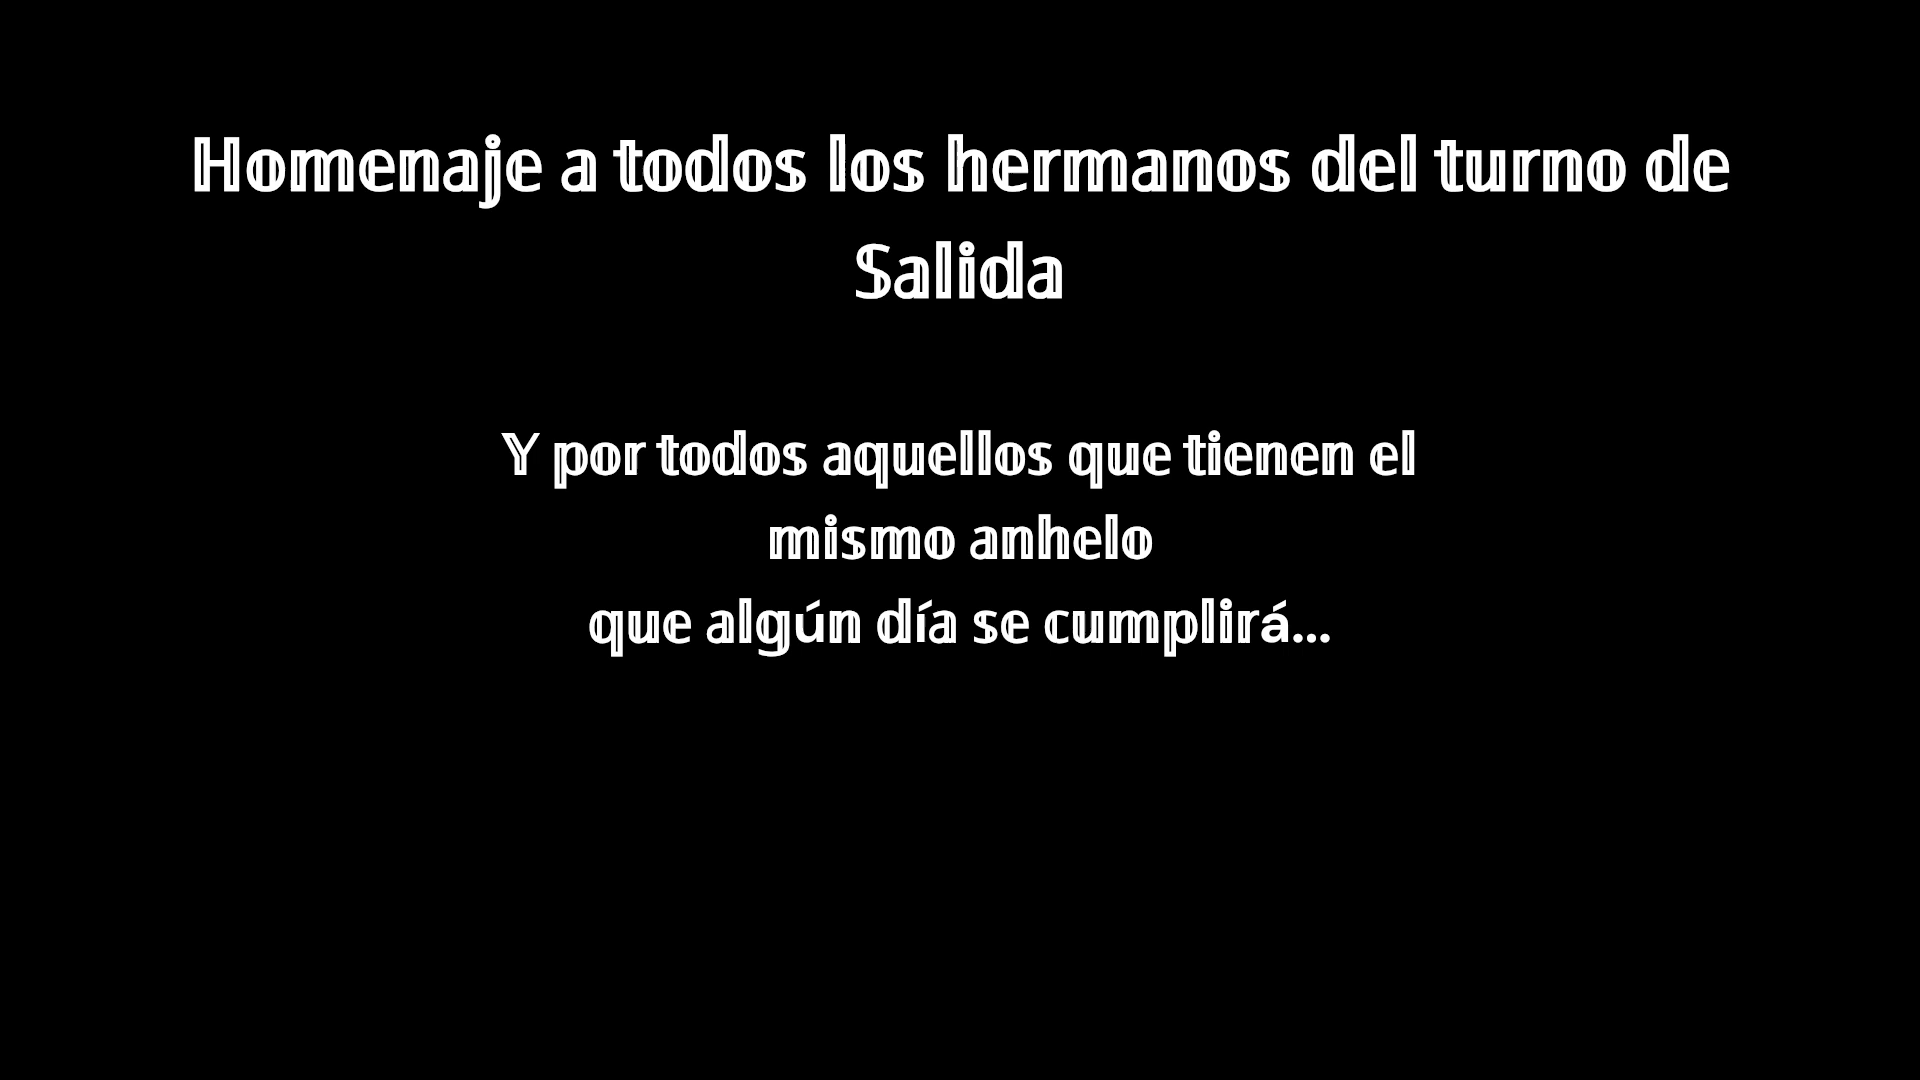 Homenaje a todos los hermanos del turno de
Salida
Y por todos aquellos que tienen el
mismo anhelo
que algún día se cumplirá...